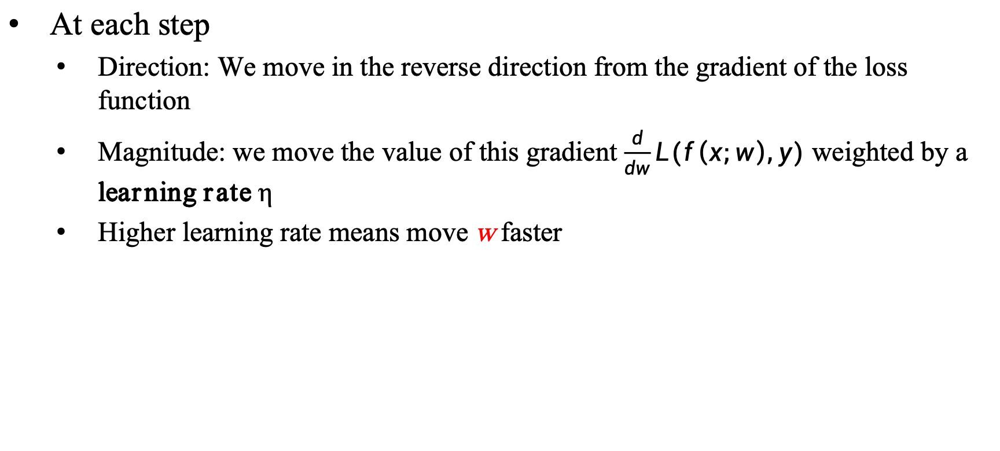 • At each step
• Direction: We move in the reverse direction from the gradient of the loss
function
• Magnitude: we move the value of this gradient d/dw L(f(x; w), y) weighted by a
learning rate η
• Higher learning rate means move w faster